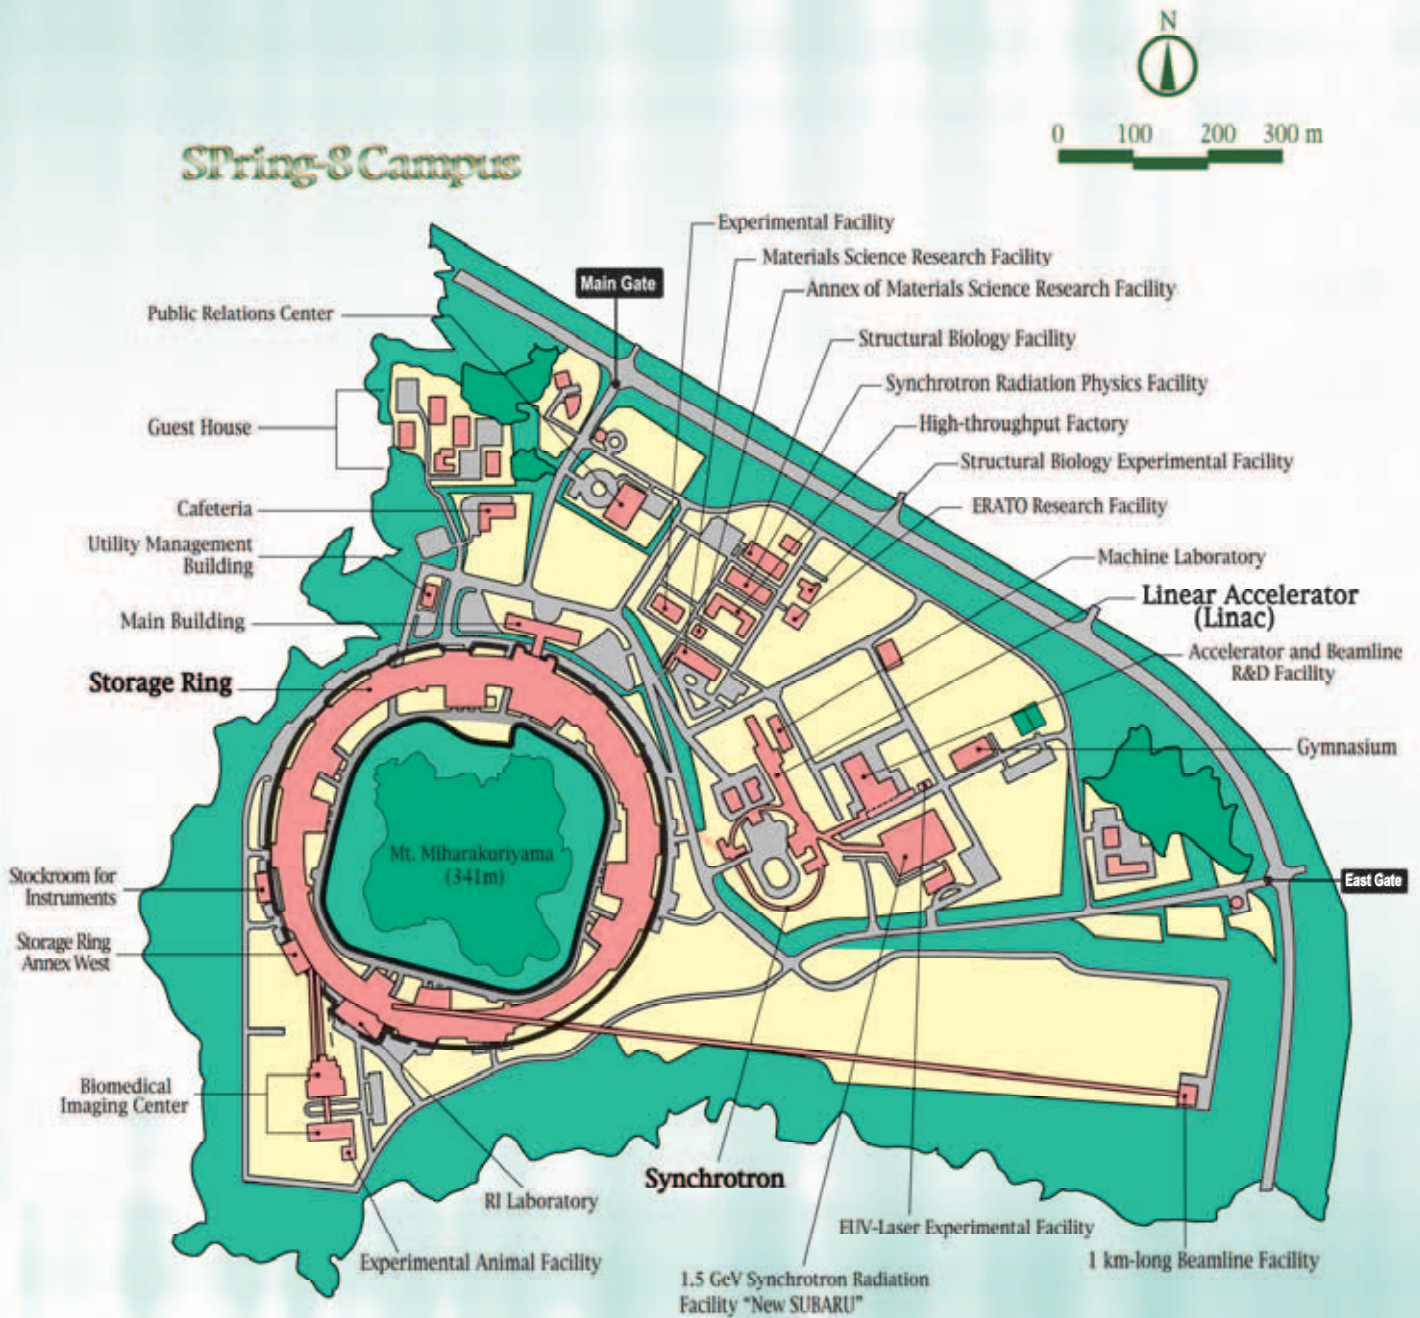 N
0 100 200 300 m
SPring-8 Campus
Experimental Facility
Materials Science Research Facility
Main Gate
Annex of Materials Science Research Facility
Public Relations Center
Structural Biology Facility
Synchrotron Radiation Physics Facility
Guest House
High-throughput Factory
Structural Biology Experimental Facility
Cafeteria
ERATO Research Facility
Utility Management
Building
Machine Laboratory
Linear Accelerator
(Linac)
Main Building
Accelerator and Beamline
R&D Facility
Storage Ring
Gymnasium
Mt. Miharakuriyama
(341m)
Stockroom for
Instruments
East Gate
Storage Ring
Annex West
Biomedical
Imaging Center
Synchrotron
RI Laboratory
EUV-Laser Experimental Facility
Experimental Animal Facility
1 km-long Beamline Facility
1.5 GeV Synchrotron Radiation
Facility "New SUBARU"